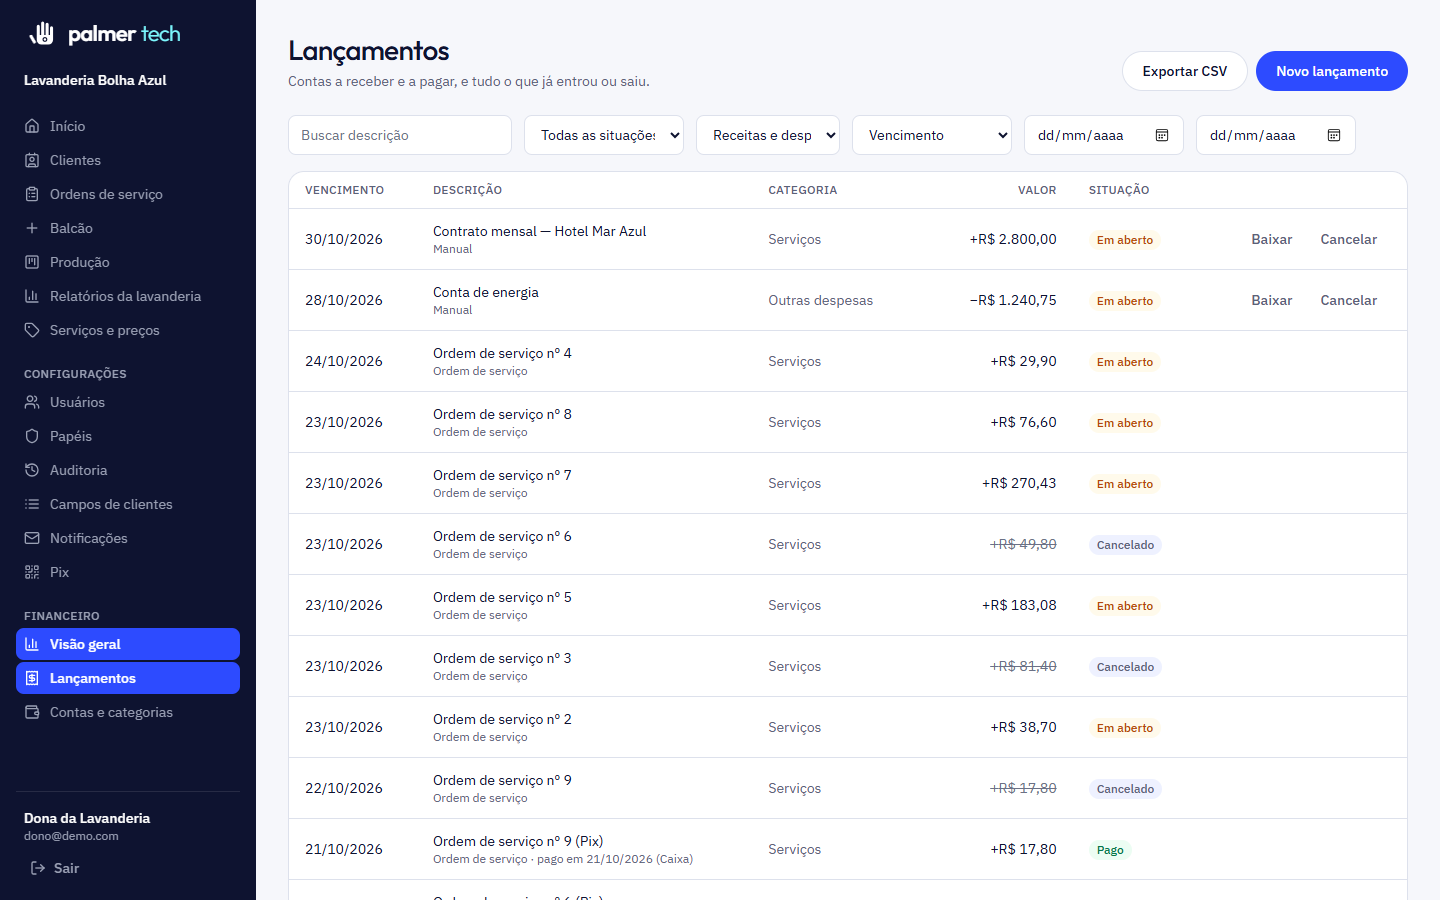 palmer tech
Lavanderia Bolha Azul
Início
Clientes
Ordens de serviço
Balcão
Produção
Relatórios da lavanderia
Serviços e preços
CONFIGURAÇÕES
Usuários
Papéis
Auditoria
Campos de clientes
Notificações
Pix
FINANCEIRO
Visão geral
Lançamentos
Contas e categorias
Dona da Lavanderia
dono@demo.com
Sair
Lançamentos
Contas a receber e a pagar, e tudo o que já entrou ou saiu.
Exportar CSV
Novo lançamento
Buscar descrição
Todas as situações
Receitas e desp
Vencimento
dd/mm/aaaa
dd/mm/aaaa
VENCIMENTO DESCRIÇÃO CATEGORIA VALOR SITUAÇÃO
30/10/2026 Contrato mensal — Hotel Mar Azul Serviços +R$ 2.800,00 Em aberto Baixar Cancelar
Manual
28/10/2026 Conta de energia Outras despesas −R$ 1.240,75 Em aberto Baixar Cancelar
Manual
24/10/2026 Ordem de serviço nº 4 Serviços +R$ 29,90 Em aberto
Ordem de serviço
23/10/2026 Ordem de serviço nº 8 Serviços +R$ 76,60 Em aberto
Ordem de serviço
23/10/2026 Ordem de serviço nº 7 Serviços +R$ 270,43 Em aberto
Ordem de serviço
23/10/2026 Ordem de serviço nº 6 Serviços +R$ 49,80 Cancelado
Ordem de serviço
23/10/2026 Ordem de serviço nº 5 Serviços +R$ 183,08 Em aberto
Ordem de serviço
23/10/2026 Ordem de serviço nº 3 Serviços +R$ 81,40 Cancelado
Ordem de serviço
23/10/2026 Ordem de serviço nº 2 Serviços +R$ 38,70 Em aberto
Ordem de serviço
22/10/2026 Ordem de serviço nº 9 Serviços +R$ 17,80 Cancelado
Ordem de serviço
21/10/2026 Ordem de serviço nº 9 (Pix) Serviços +R$ 17,80 Pago
Ordem de serviço · pago em 21/10/2026 (Caixa)